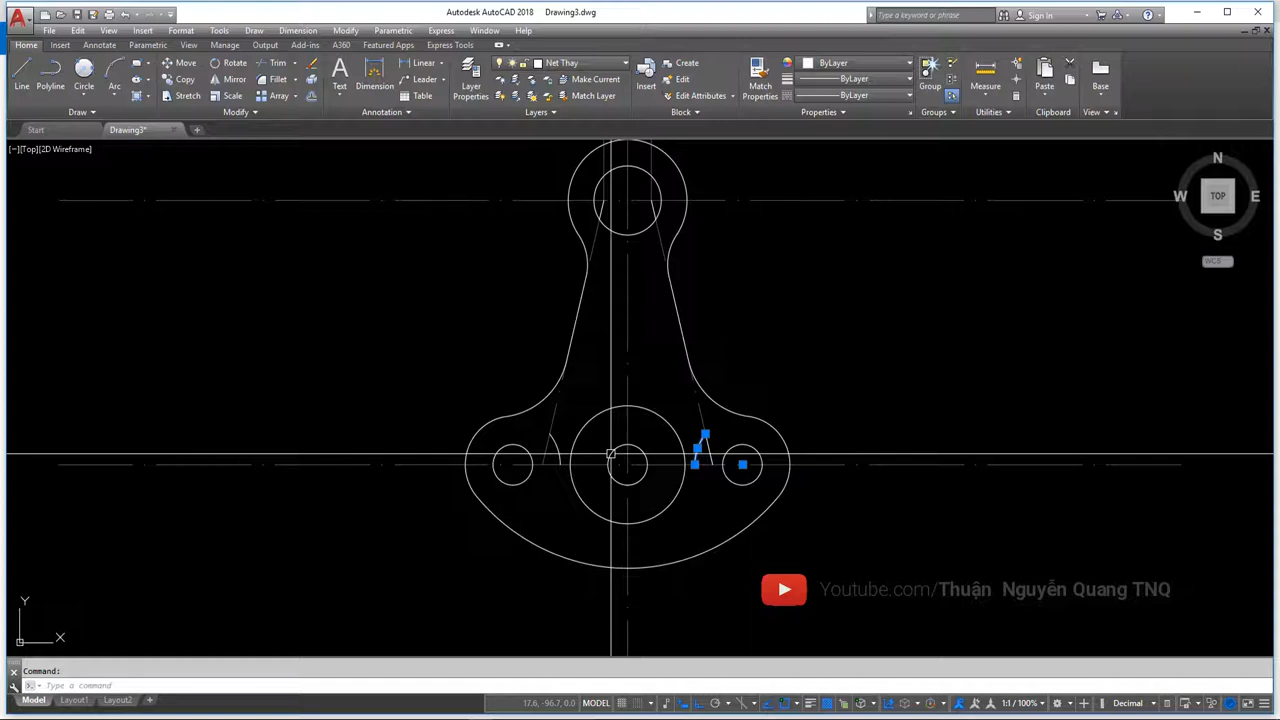 Autodesk AutoCAD 2018 Drawing3.dwg
Type a keyword or phrase
Sign In
File Edit View Insert Format Tools Draw Dimension Modify Parametric Express Window Help
Home Insert Annotate Parametric View Manage Output Add-ins A360 Featured Apps Express Tools
Line Polyline Circle Arc
Move Rotate Trim
Copy Mirror Fillet
Stretch Scale Array
Text Dimension
Linear
Leader
Table
Layer Properties
Net Thay
Make Current
Match Layer
Insert
Create
Edit
Edit Attributes
Match Properties
ByLayer
ByLayer
ByLayer
Group
Measure
Paste
Base
Draw Modify Annotation Layers Block Properties Groups Utilities Clipboard View
Start Drawing3*
[−][Top][2D Wireframe]
N
W TOP E
S
WCS
Youtube.com/Thuận Nguyễn Quang TNQ
Y
X
Command:
Type a command
Model Layout1 Layout2
17.6, -96.7, 0.0 MODEL 1:1 / 100% Decimal